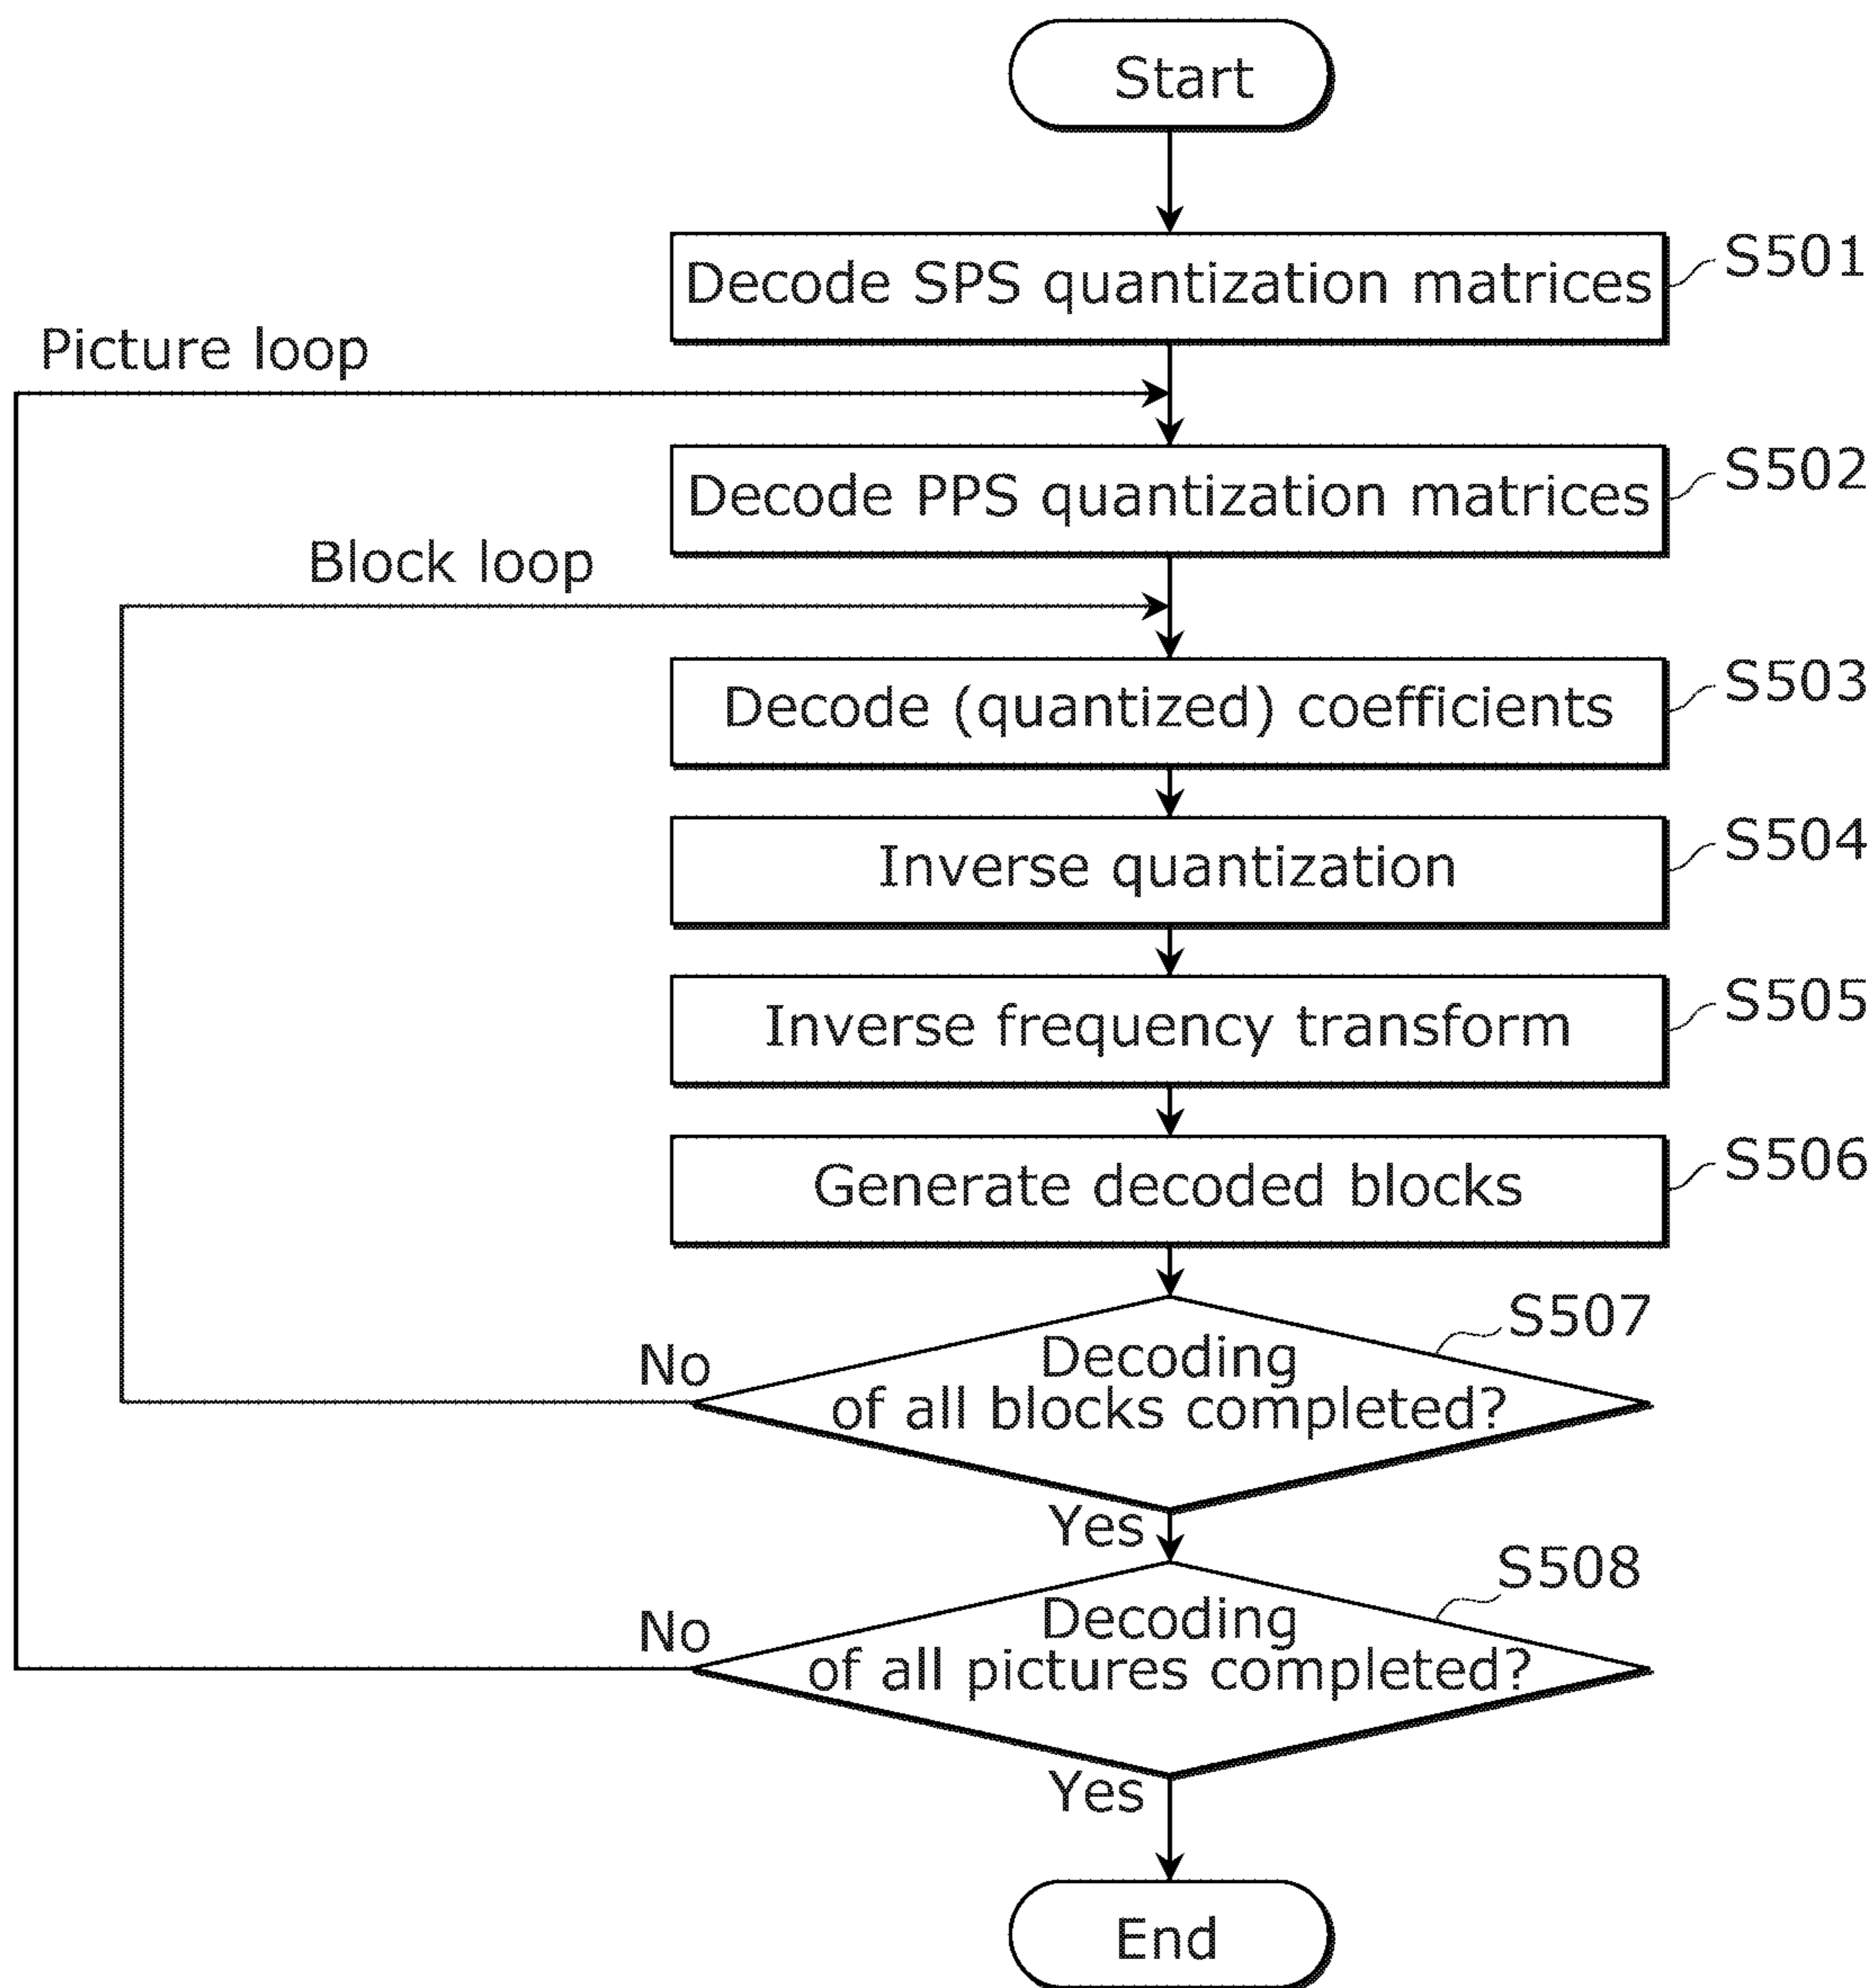 Start
Decode SPS quantization matrices
S501
Picture loop
Decode PPS quantization matrices
S502
Block loop
Decode (quantized) coefficients
S503
Inverse quantization
S504
Inverse frequency transform
S505
Generate decoded blocks
S506
S507
No
Decoding
of all blocks completed?
Yes
S508
No
Decoding
of all pictures completed?
Yes
End